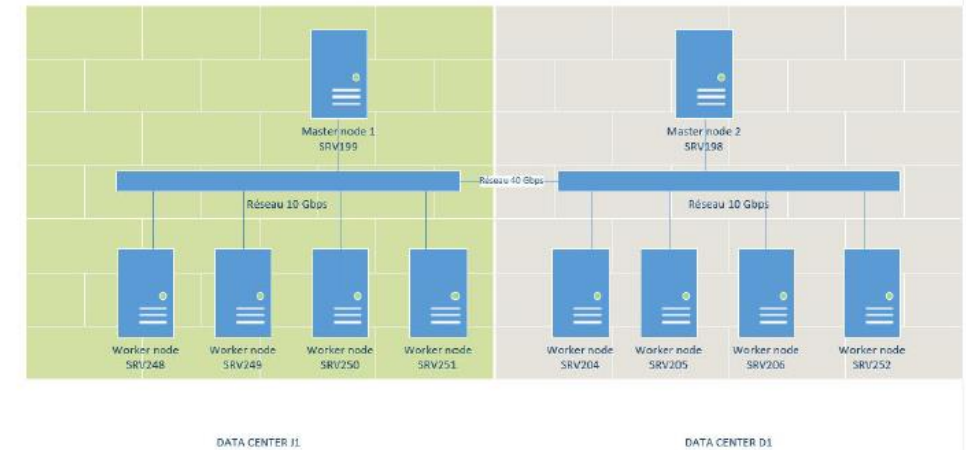 Master node 1
SRV199
Master node 2
SRV198
Réseau 40 Gbps
Réseau 10 Gbps
Réseau 10 Gbps
Worker node
SRV248
Worker node
SRV249
Worker node
SRV250
Worker node
SRV251
Worker node
SRV204
Worker node
SRV205
Worker node
SRV206
Worker node
SRV252
DATA CENTER J1
DATA CENTER D1